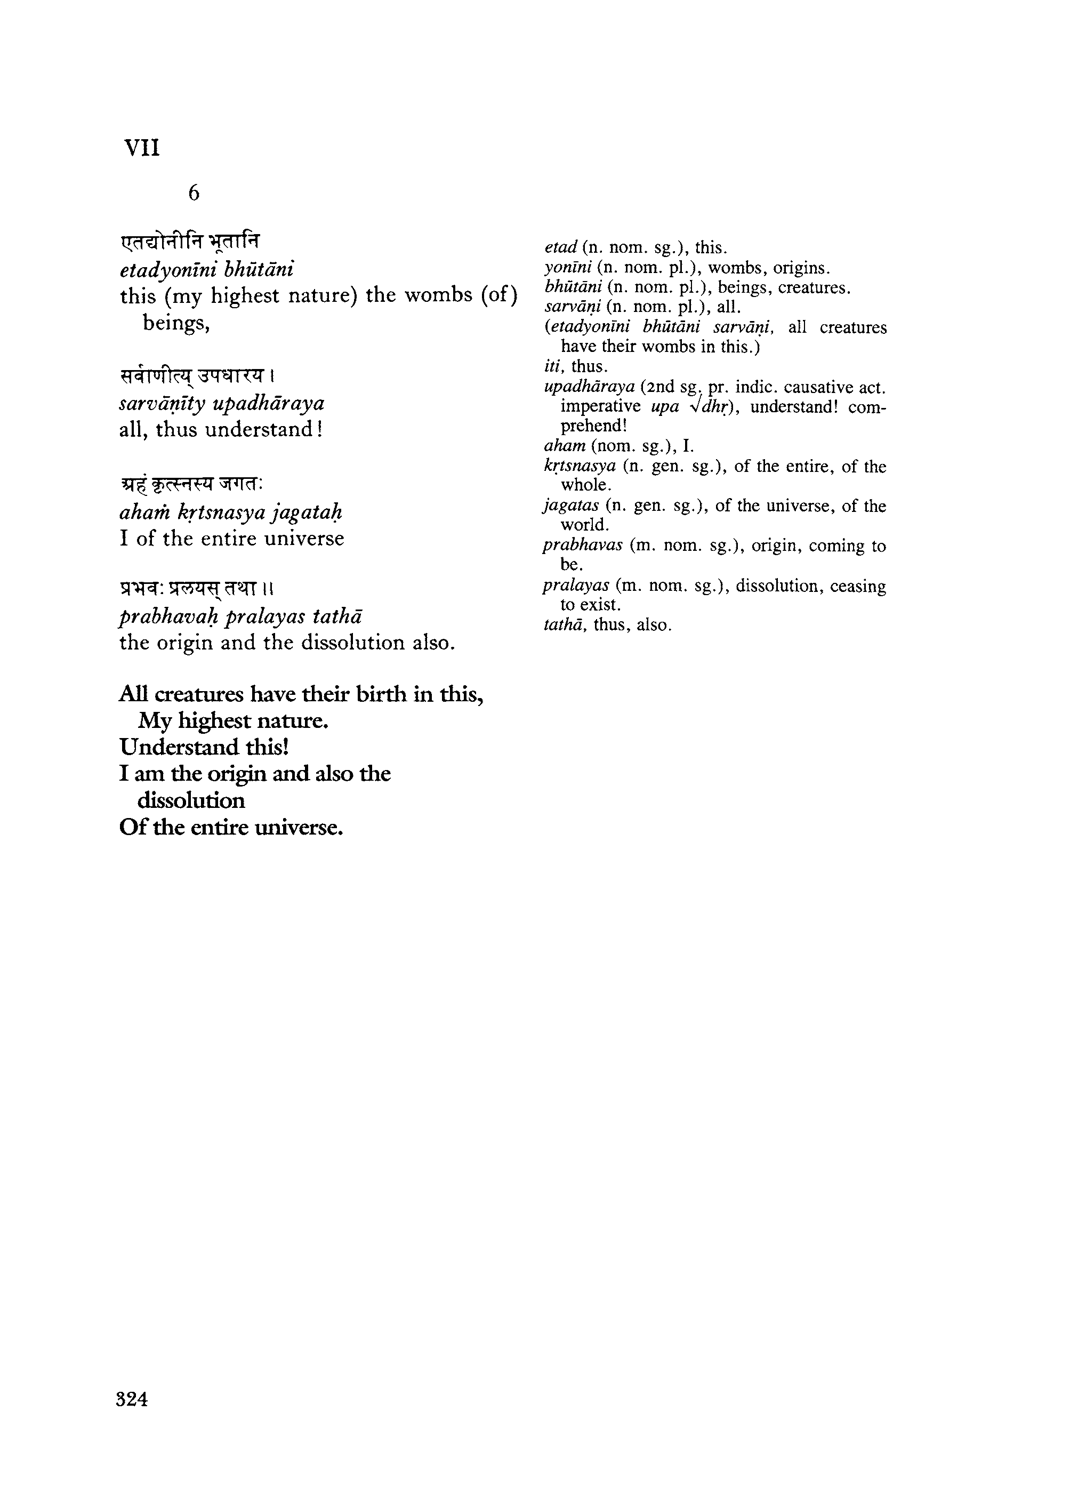 VII
6
एतद्योनीनि भूतानि
etadyonīni bhūtāni
this (my highest nature) the wombs (of)
beings,
सर्वाणीत्य् उपधारय ।
sarvāṇīty upadhāraya
all, thus understand!
अहं कृत्स्नस्य जगतः
ahaṁ kṛtsnasya jagataḥ
I of the entire universe
प्रभवः प्रलयस् तथा ॥
prabhavaḥ pralayas tathā
the origin and the dissolution also.
All creatures have their birth in this,
My highest nature.
Understand this!
I am the origin and also the
dissolution
Of the entire universe.
etad (n. nom. sg.), this.
yonīni (n. nom. pl.), wombs, origins.
bhūtāni (n. nom. pl.), beings, creatures.
sarvāṇi (n. nom. pl.), all.
(etadyonīni bhūtāni sarvāṇi, all creatures
have their wombs in this.)
iti, thus.
upadhāraya (2nd sg. pr. indic. causative act.
imperative upa √dhṛ), understand! com-
prehend!
aham (nom. sg.), I.
kṛtsnasya (n. gen. sg.), of the entire, of the
whole.
jagatas (n. gen. sg.), of the universe, of the
world.
prabhavas (m. nom. sg.), origin, coming to
be.
pralayas (m. nom. sg.), dissolution, ceasing
to exist.
tathā, thus, also.
324